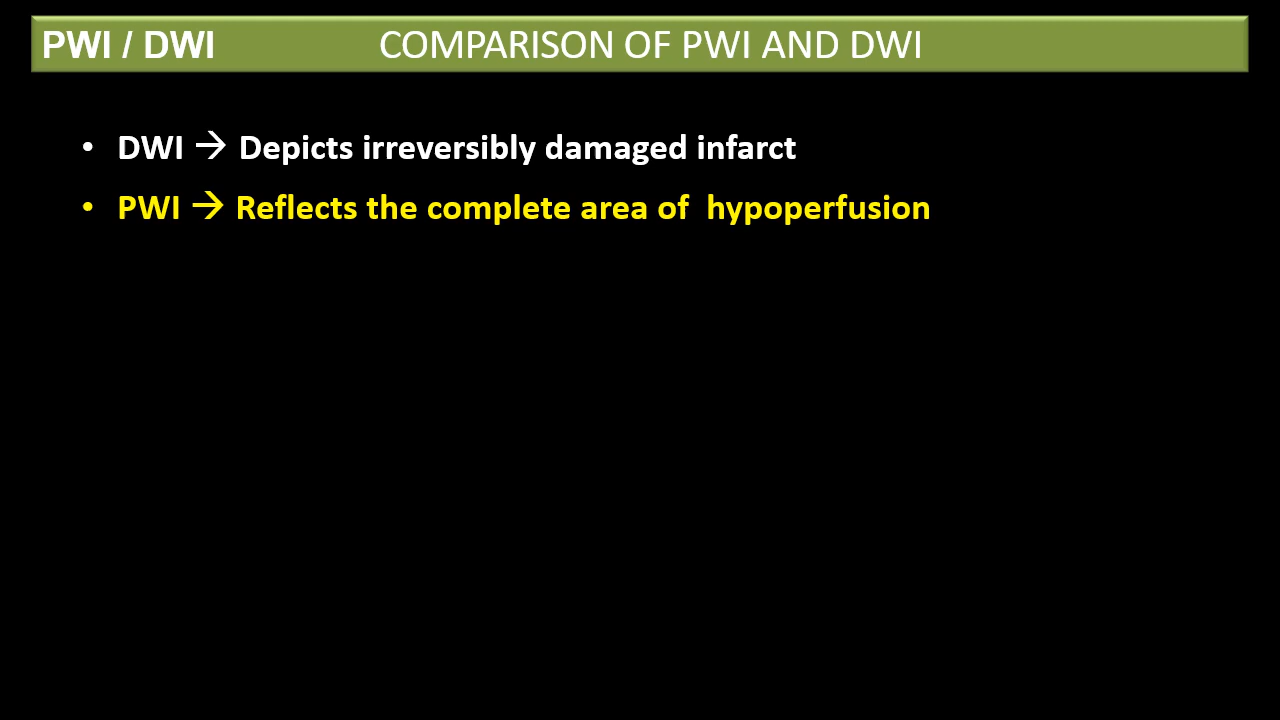 PWI / DWI COMPARISON OF PWI AND DWI
• DWI → Depicts irreversibly damaged infarct
• PWI → Reflects the complete area of  hypoperfusion